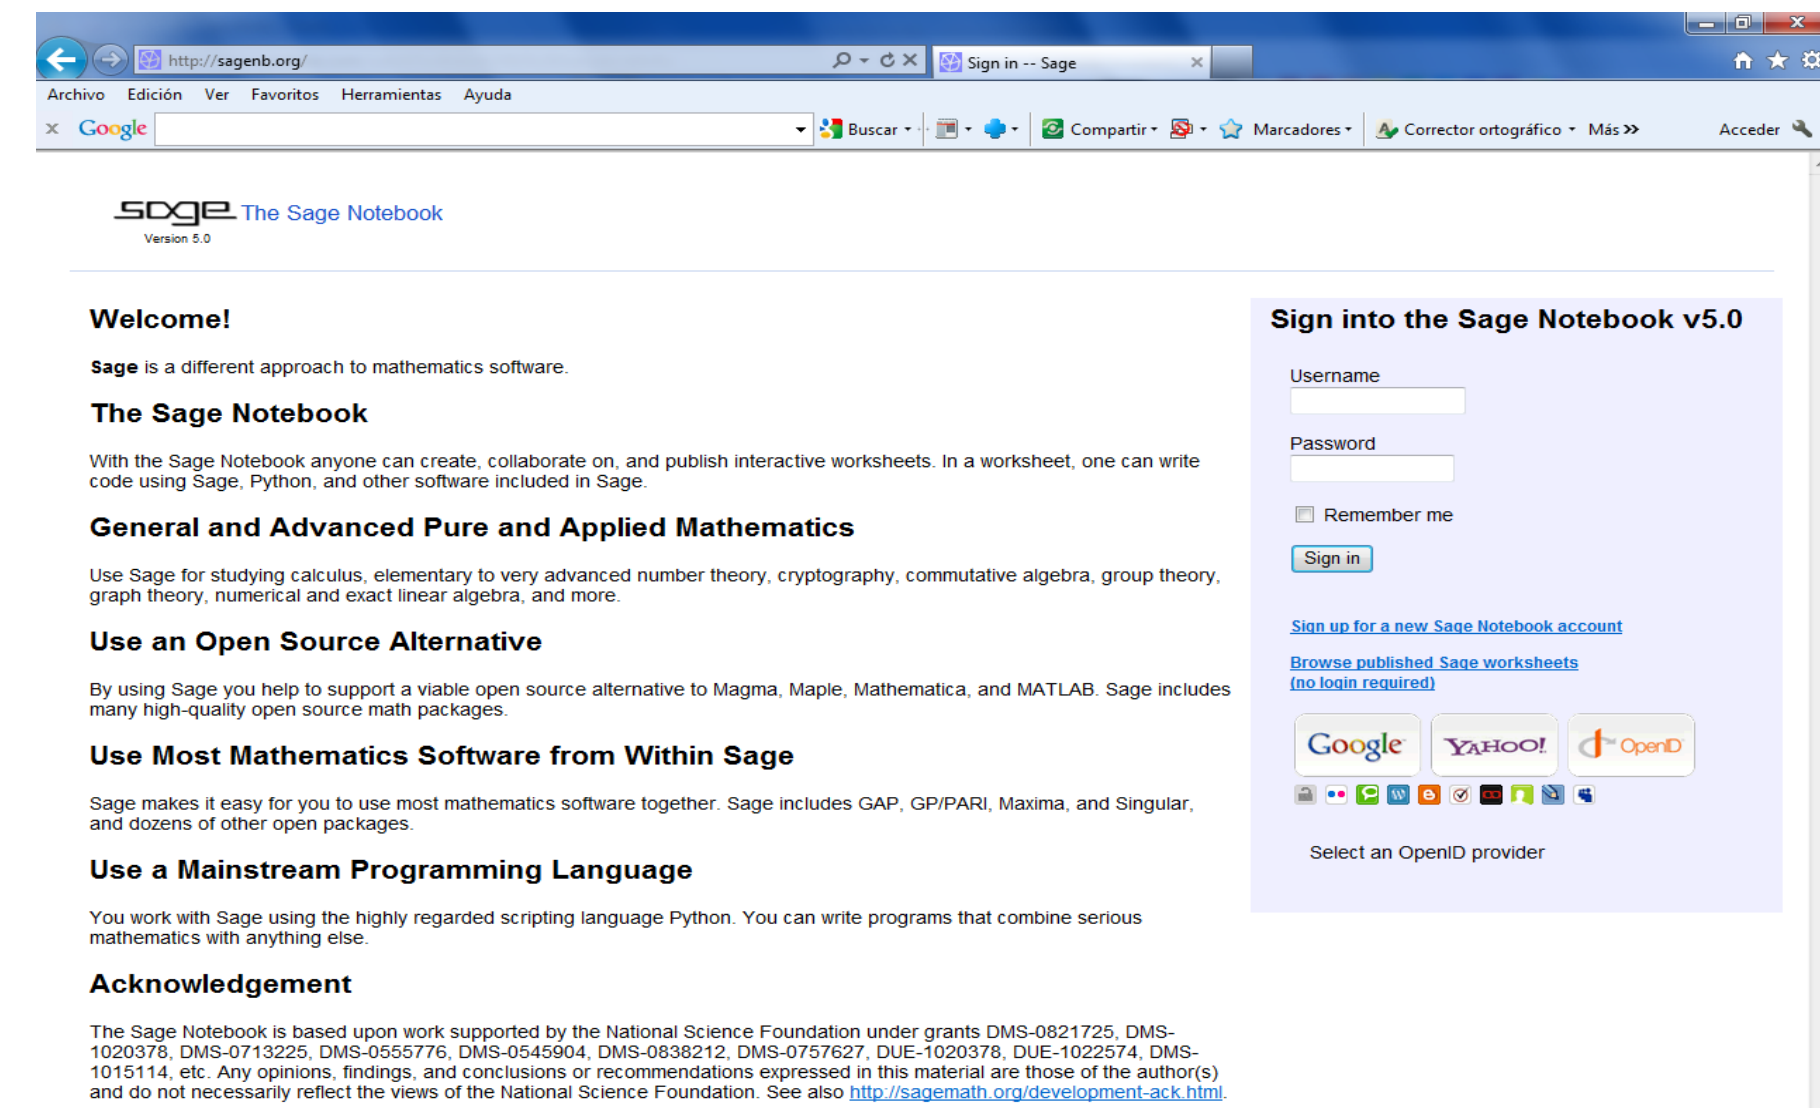 http://sagenb.org/
Sign in -- Sage
Archivo Edición Ver Favoritos Herramientas Ayuda
x Google Buscar Compartir Marcadores Corrector ortográfico Más >> Acceder
sage The Sage Notebook
Version 5.0
Welcome!
Sage is a different approach to mathematics software.
The Sage Notebook
With the Sage Notebook anyone can create, collaborate on, and publish interactive worksheets. In a worksheet, one can write
code using Sage, Python, and other software included in Sage.
General and Advanced Pure and Applied Mathematics
Use Sage for studying calculus, elementary to very advanced number theory, cryptography, commutative algebra, group theory,
graph theory, numerical and exact linear algebra, and more.
Use an Open Source Alternative
By using Sage you help to support a viable open source alternative to Magma, Maple, Mathematica, and MATLAB. Sage includes
many high-quality open source math packages.
Use Most Mathematics Software from Within Sage
Sage makes it easy for you to use most mathematics software together. Sage includes GAP, GP/PARI, Maxima, and Singular,
and dozens of other open packages.
Use a Mainstream Programming Language
You work with Sage using the highly regarded scripting language Python. You can write programs that combine serious
mathematics with anything else.
Acknowledgement
The Sage Notebook is based upon work supported by the National Science Foundation under grants DMS-0821725, DMS-
1020378, DMS-0713225, DMS-0555776, DMS-0545904, DMS-0838212, DMS-0757627, DUE-1020378, DUE-1022574, DMS-
1015114, etc. Any opinions, findings, and conclusions or recommendations expressed in this material are those of the author(s)
and do not necessarily reflect the views of the National Science Foundation. See also http://sagemath.org/development-ack.html.
Sign into the Sage Notebook v5.0
Username
Password
Remember me
Sign in
Sign up for a new Sage Notebook account
Browse published Sage worksheets
(no login required)
Google YAHOO! OpenID
Select an OpenID provider